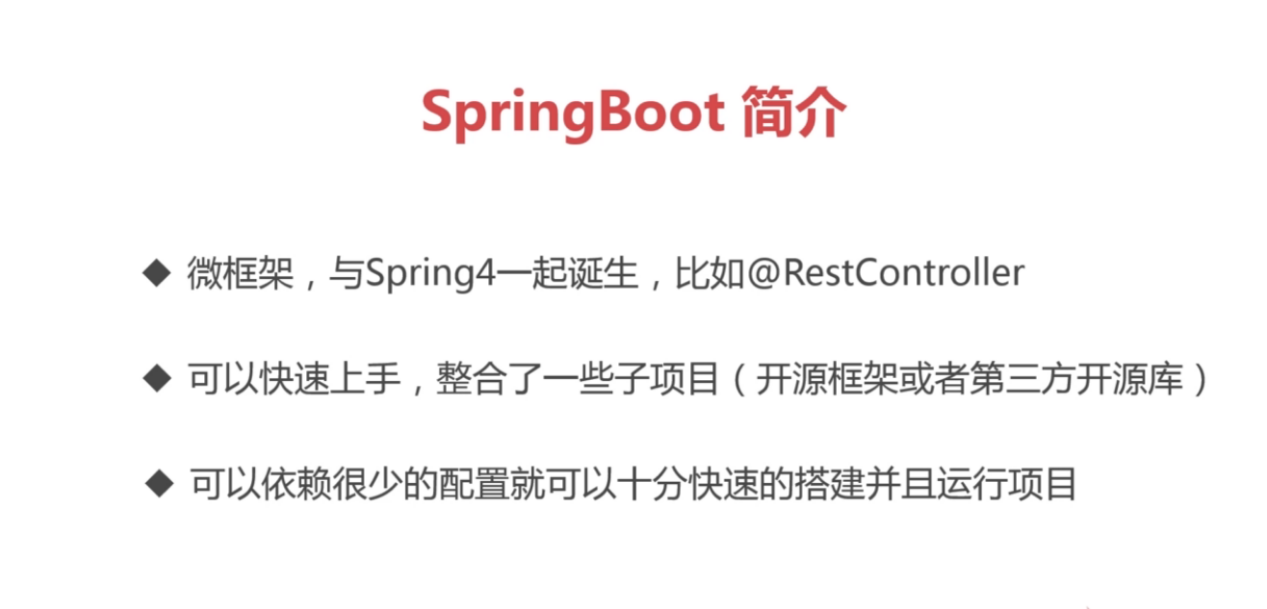 SpringBoot 简介
◆ 微框架，与Spring4一起诞生，比如@RestController
◆ 可以快速上手，整合了一些子项目（开源框架或者第三方开源库）
◆ 可以依赖很少的配置就可以十分快速的搭建并且运行项目